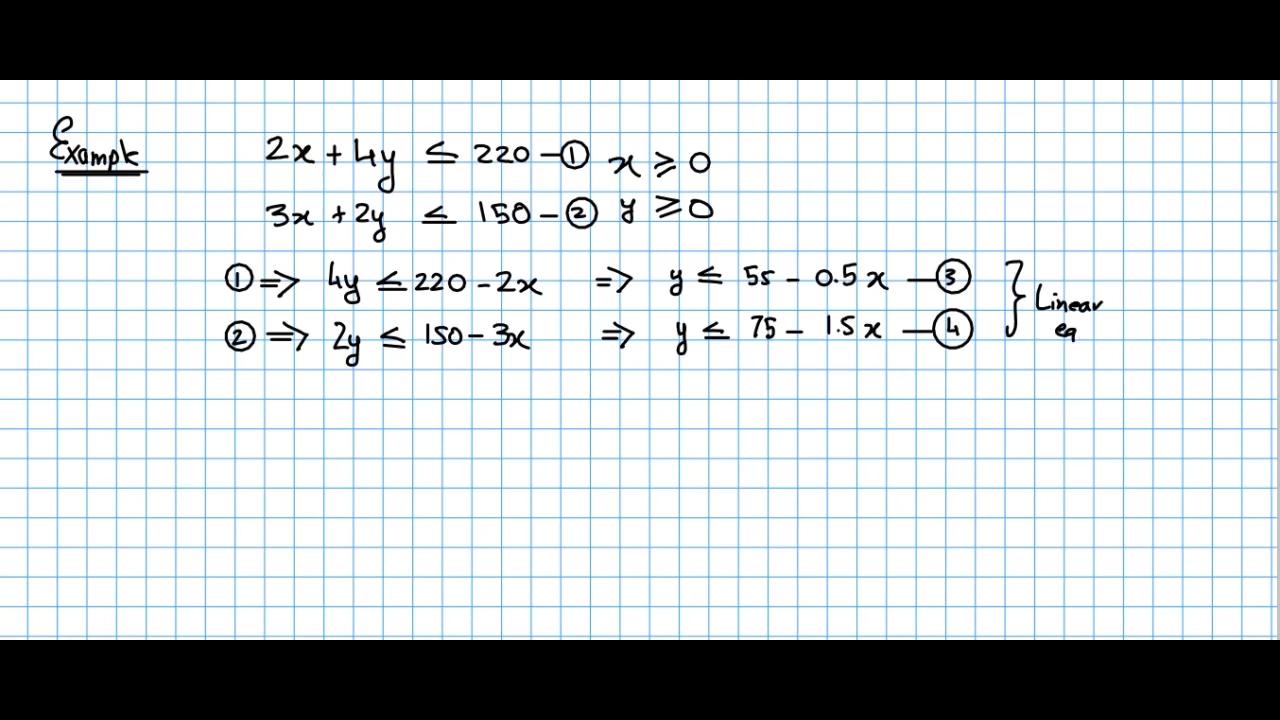 Example 2x + 4y ≤ 220 – ① x ≥ 0
3x + 2y ≤ 150 – ② y ≥ 0
① ⇒ 4y ≤ 220 – 2x ⇒ y ≤ 55 – 0.5x – ③
② ⇒ 2y ≤ 150 – 3x ⇒ y ≤ 75 – 1.5x – ④
} Linear
eq